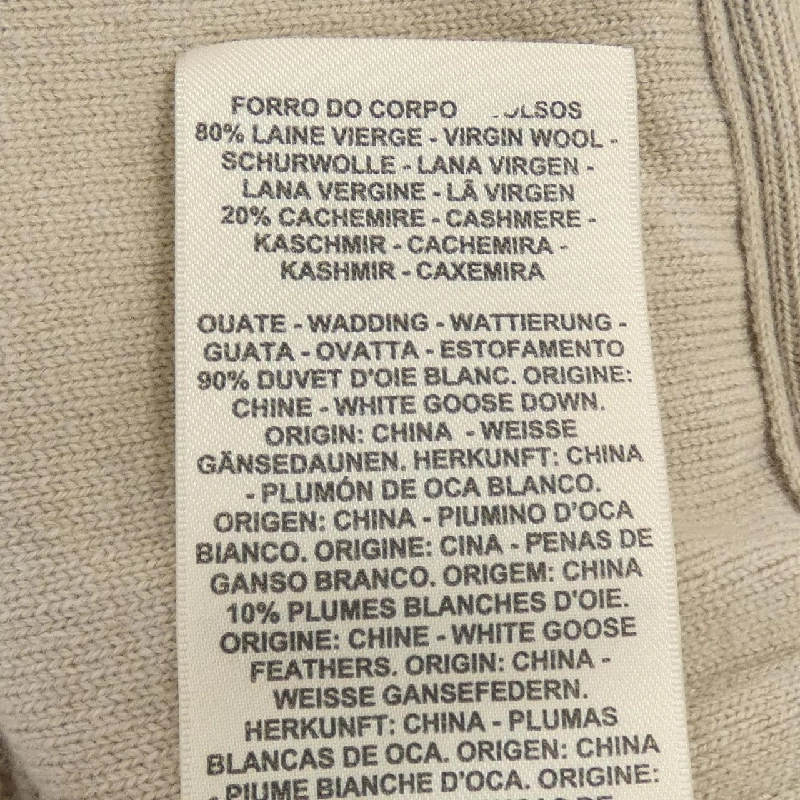 FORRO DO CORPO
80% LAINE VIERGE - VIRGIN WOOL -
SCHURWOLLE - LANA VIRGEN -
LANA VERGINE - LÃ VIRGEN
20% CACHEMIRE - CASHMERE -
KASCHMIR - CACHEMIRA -
KASHMIR - CAXEMIRA
OUATE - WADDING - WATTIERUNG -
GUATA - OVATTA - ESTOFAMENTO
90% DUVET D'OIE BLANC. ORIGINE:
CHINE - WHITE GOOSE DOWN.
ORIGIN: CHINA - WEISSE
GÄNSEDAUNEN. HERKUNFT: CHINA
- PLUMÓN DE OCA BLANCO.
ORIGEN: CHINA - PIUMINO D'OCA
BIANCO. ORIGINE: CINA - PENAS DE
GANSO BRANCO. ORIGEM: CHINA
10% PLUMES BLANCHES D'OIE.
ORIGINE: CHINE - WHITE GOOSE
FEATHERS. ORIGIN: CHINA -
WEISSE GANSEFEDERN.
HERKUNFT: CHINA - PLUMAS
BLANCAS DE OCA. ORIGEN: CHINA
- PIUME BIANCHE D'OCA. ORIGINE: